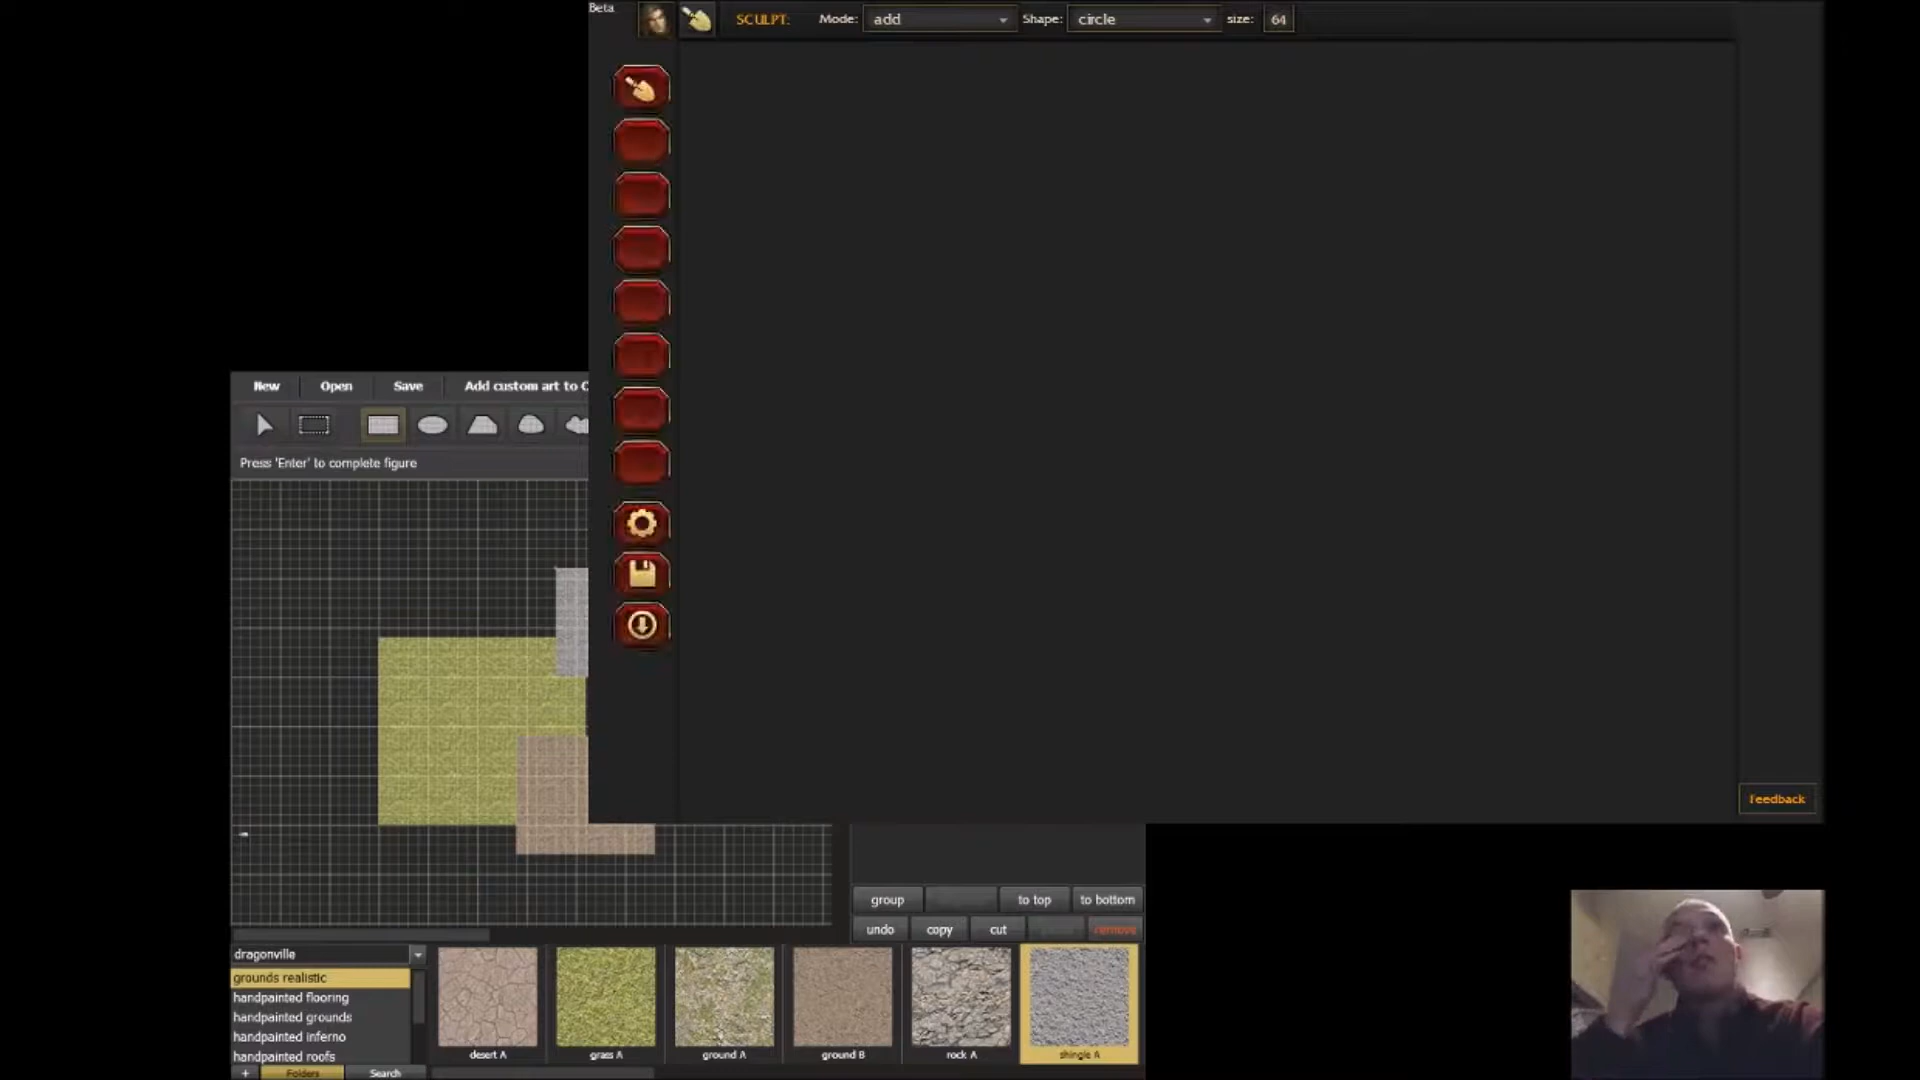 Beta
SCULPT: Mode: add Shape: circle size: 64
New Open Save Add custom art to C
Press 'Enter' to complete figure
Feedback
group to top to bottom
undo copy cut remove
dragonville
grounds realistic
handpainted flooring
handpainted grounds
handpainted inferno
handpainted roofs
desert A grass A ground A ground B rock A shingle A
+ Folders Search